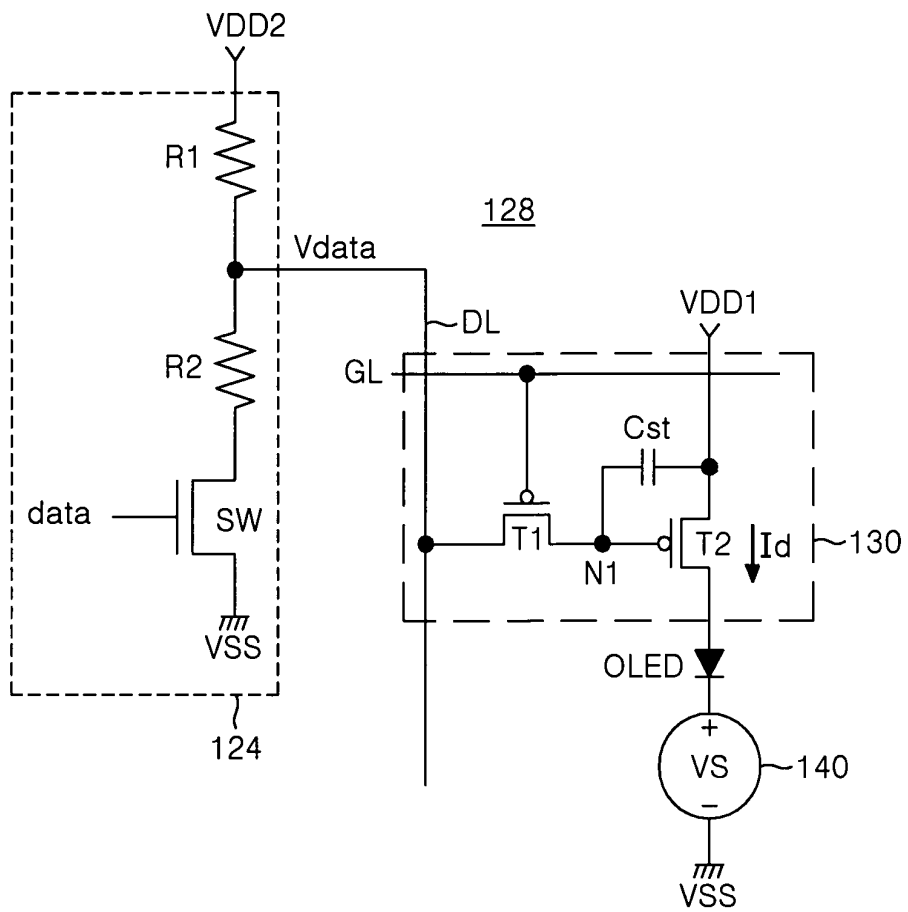 VDD2
R1
128
Vdata
VDD1
DL
R2
GL
Cst
data
SW
T1
T2
Id
130
N1
VSS
OLED
124
+
VS
140
−
VSS